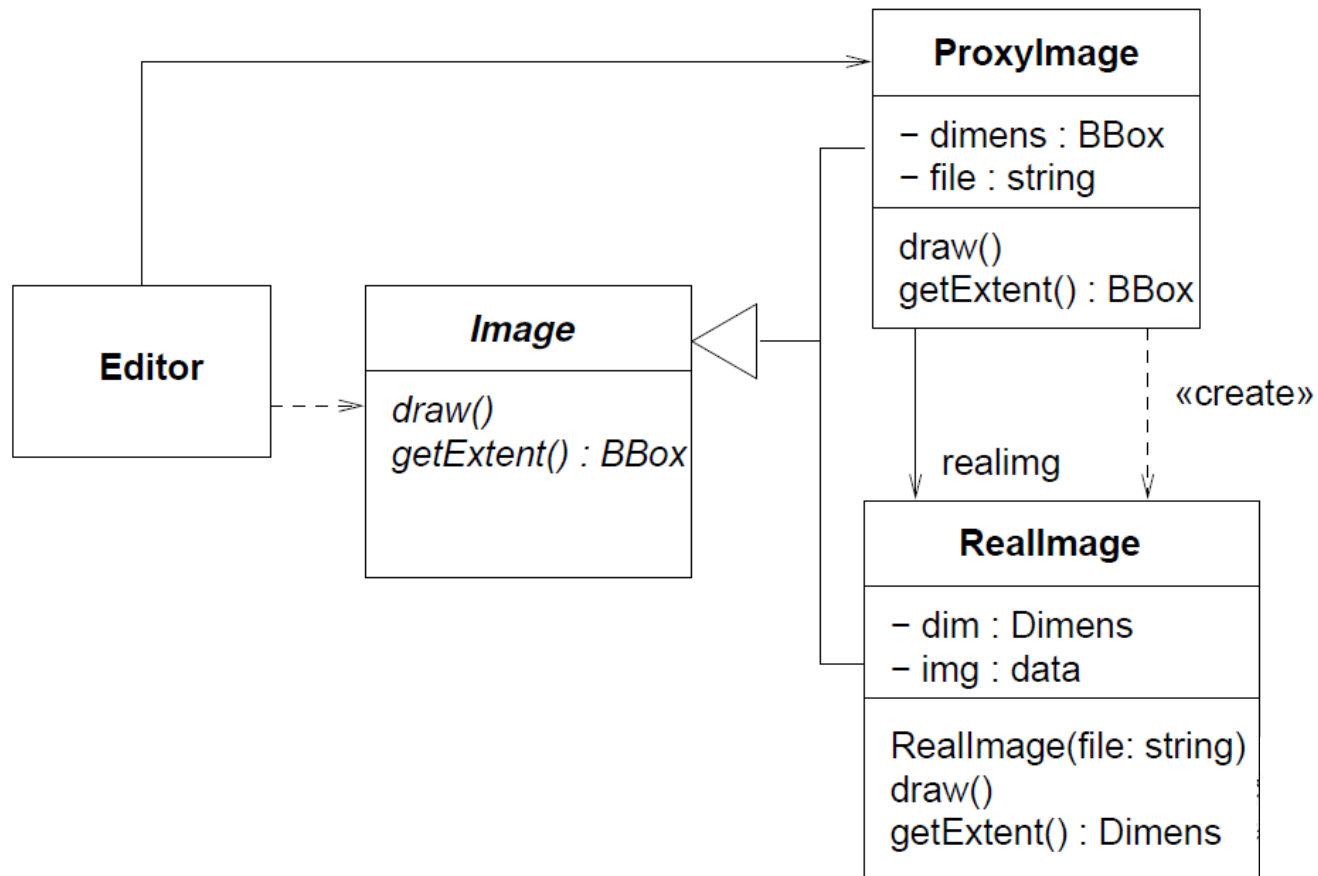 ProxyImage
− dimens : BBox
− file : string
draw()
getExtent() : BBox
Editor
Image
draw()
getExtent() : BBox
«create»
realimg
RealImage
− dim : Dimens
− img : data
RealImage(file: string)
draw()
getExtent() : Dimens